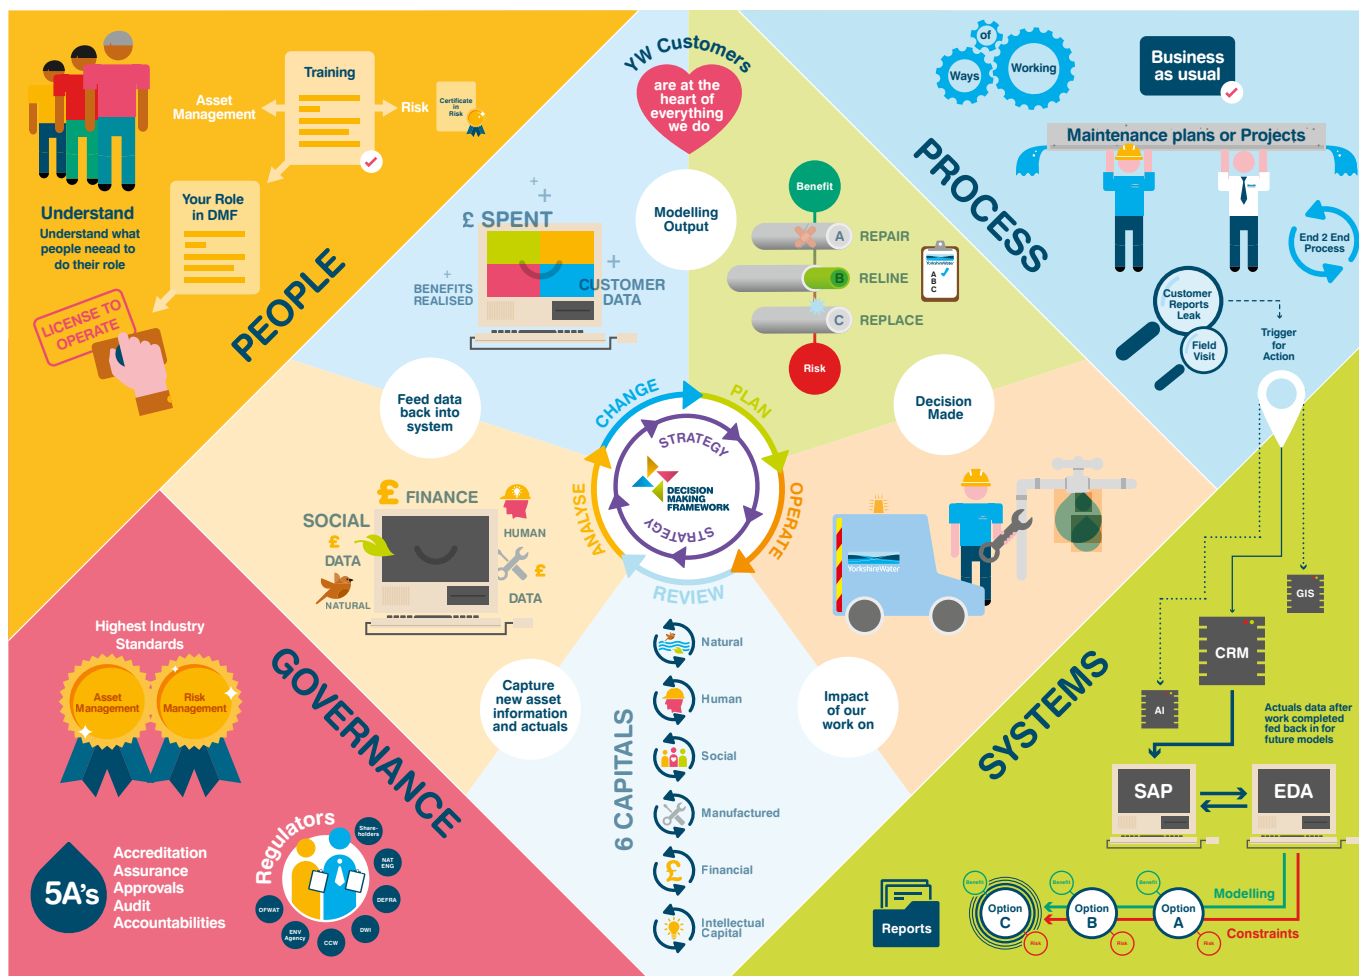 Training
Asset
Management
Risk
Certificate
in
Risk
Your Role
in DMF
Understand
Understand what
people neead to
do their role
LICENSE TO
OPERATE
PEOPLE
YW Customers
are at the
heart of
everything
we do
£ SPENT
BENEFITS
REALISED
CUSTOMER
DATA
Modelling
Output
Benefit
A
REPAIR
B
RELINE
C
REPLACE
Risk
YorkshireWater
A
B
C
Ways
of
Working
Business
as usual
PROCESS
Maintenance plans or Projects
End 2 End
Process
Customer
Reports
Leak
Field
Visit
Trigger
for
Action
Feed data
back into
system
Decision
Made
CHANGE
PLAN
OPERATE
REVIEW
ANALYSE
STRATEGY
DECISION
MAKING
FRAMEWORK
STRATEGY
£ FINANCE
SOCIAL
£
DATA
NATURAL
HUMAN
£
DATA
YorkshireWater
Capture
new asset
information
and actuals
Impact
of our
work on
6 CAPITALS
Natural
Human
Social
Manufactured
£
Financial
Intellectual
Capital
GOVERNANCE
Highest Industry
Standards
Asset
Management
Risk
Management
5A's
Accreditation
Assurance
Approvals
Audit
Accountabilities
Regulators
Share-
holders
NAT
ENG
DEFRA
DWI
CCW
ENV
Agency
OFWAT
SYSTEMS
GIS
CRM
AI
Actuals data after
work completed
fed back in for
future models
SAP
EDA
Reports
Benefit
Option
C
Risk
Benefit
Option
B
Risk
Benefit
Option
A
Risk
Modelling
Constraints